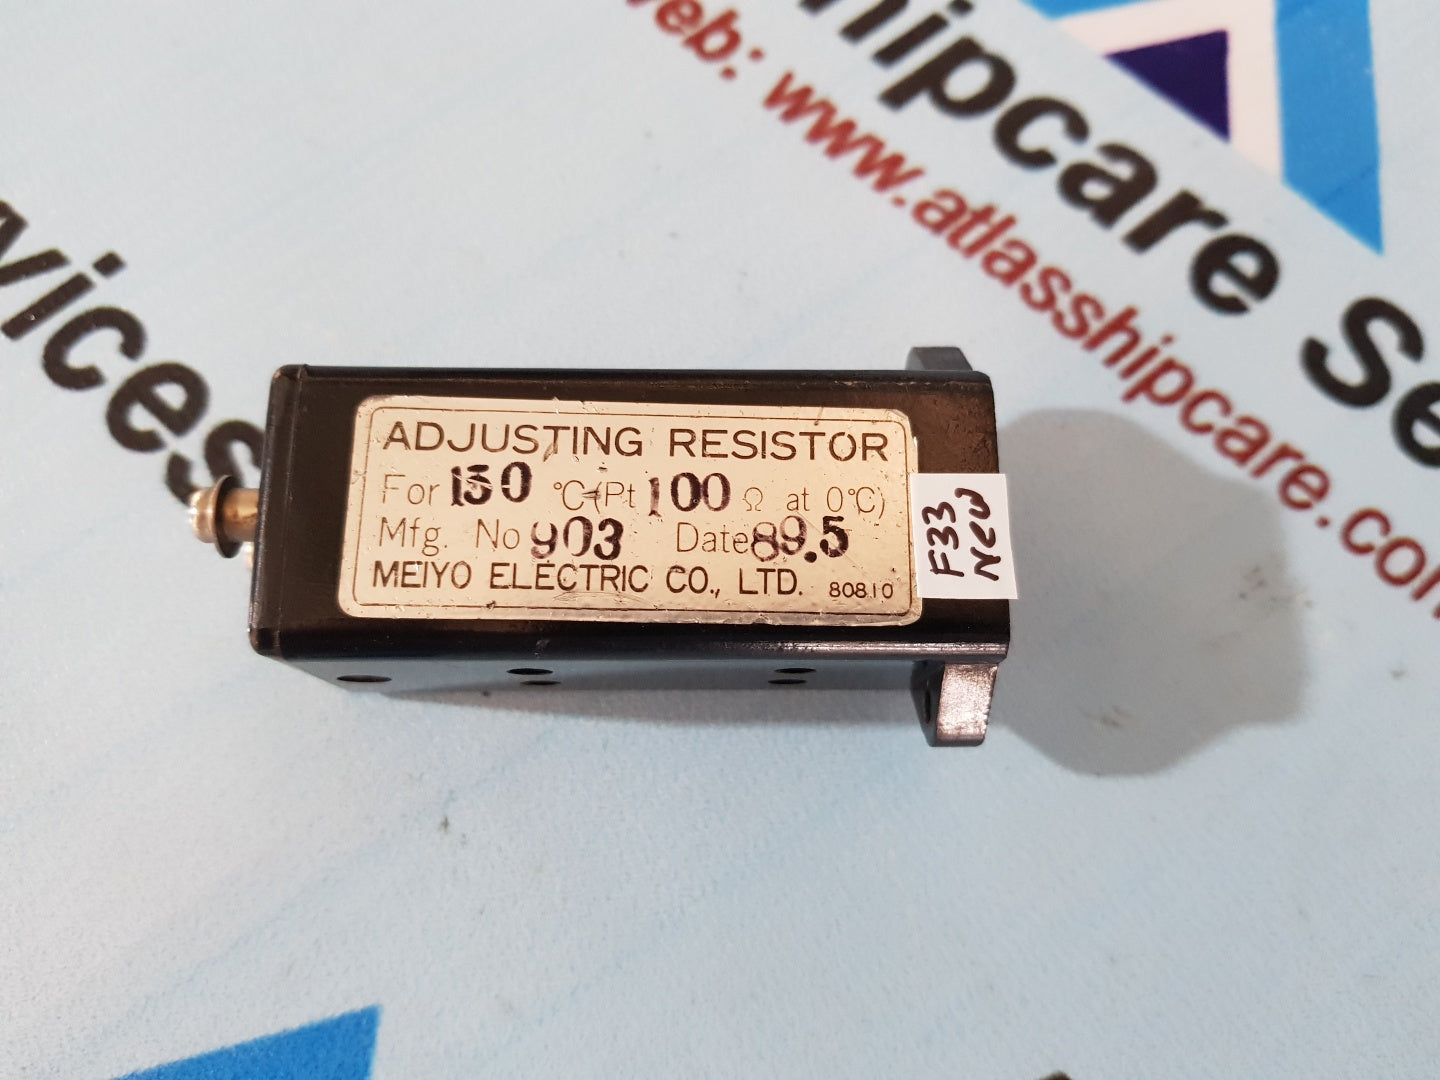 hipcare Se
web: www.atlasshipcare.com
vices
ADJUSTING RESISTOR
For 150 °C (Pt 100 Ω at 0°C)
Mfg. No 903 Date 89.5
MEIYO ELECTRIC CO., LTD. 80810
F33
New